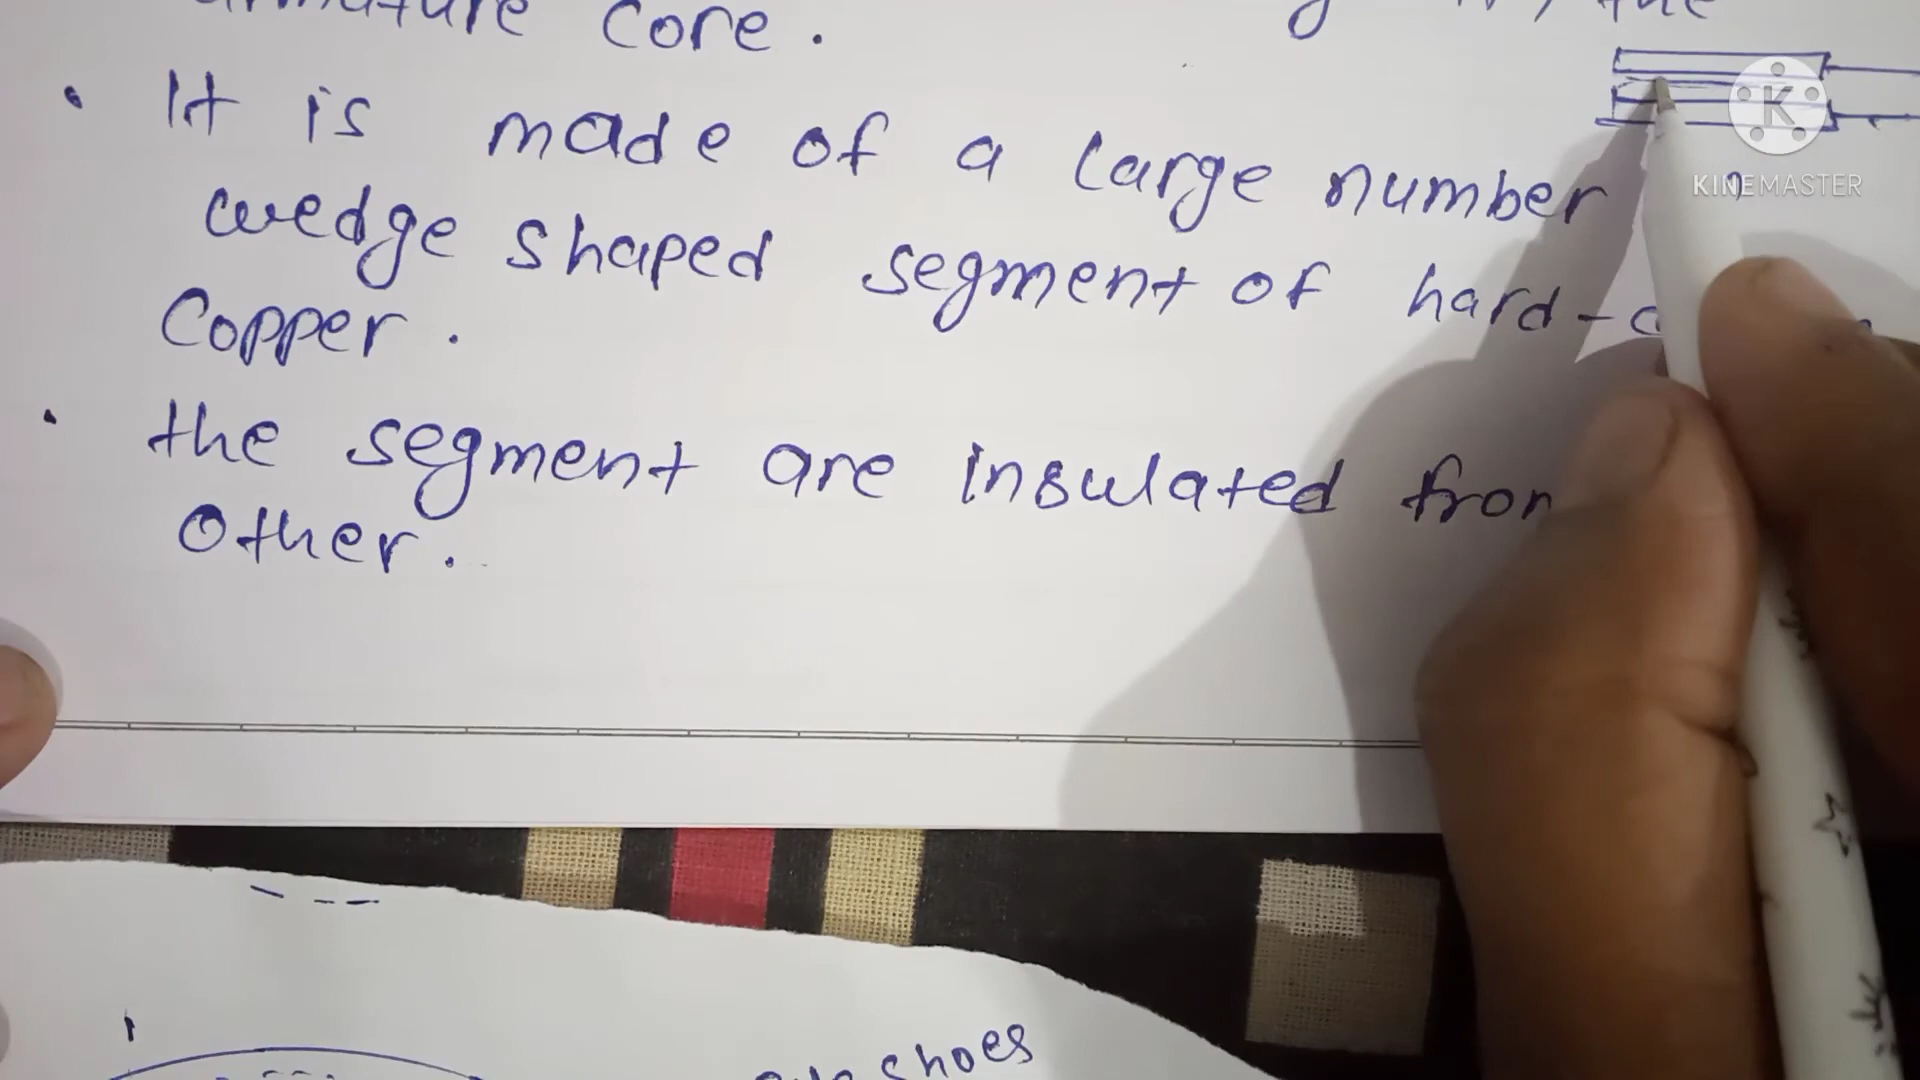 core.
the
• It is made of a large number
wedge shaped segment of hard-
Copper.
• the segment are insulated
Other.
shoes
KINEMASTER